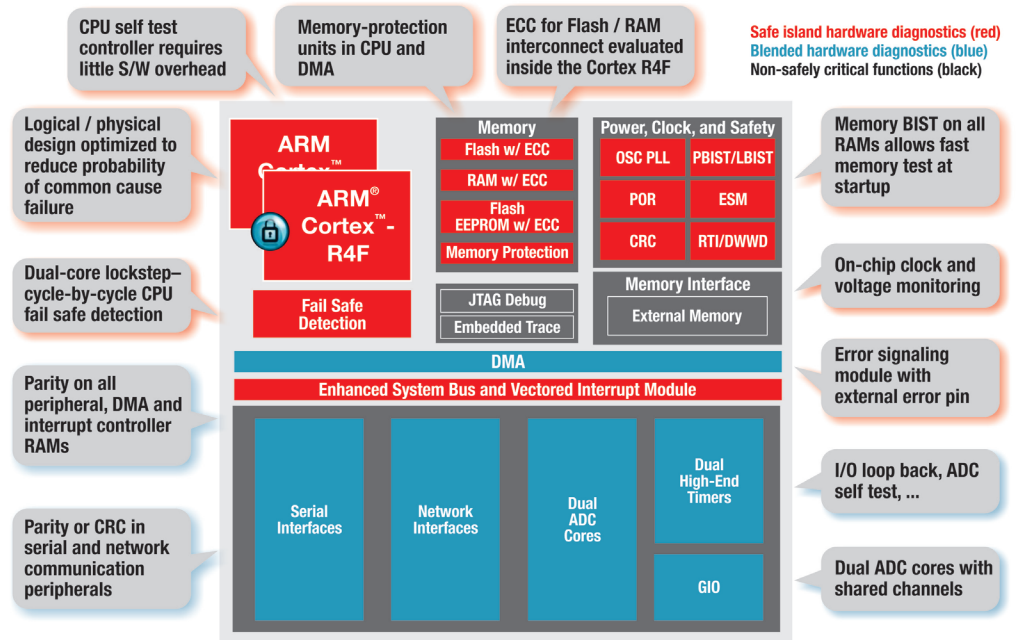 CPU self test
controller requires
little S/W overhead
Memory-protection
units in CPU and
DMA
ECC for Flash / RAM
interconnect evaluated
inside the Cortex R4F
Safe island hardware diagnostics (red)
Blended hardware diagnostics (blue)
Non-safely critical functions (black)
Logical / physical
design optimized to
reduce probability
of common cause
failure
Dual-core lockstep–
cycle-by-cycle CPU
fail safe detection
Parity on all
peripheral, DMA and
interrupt controller
RAMs
Parity or CRC in
serial and network
communication
peripherals
ARM
Cortex™
ARM®
Cortex™-
R4F
Fail Safe
Detection
Memory
Flash w/ ECC
RAM w/ ECC
Flash
EEPROM w/ ECC
Memory Protection
JTAG Debug
Embedded Trace
Power, Clock, and Safety
OSC PLL
PBIST/LBIST
POR
ESM
CRC
RTI/DWWD
Memory Interface
External Memory
DMA
Enhanced System Bus and Vectored Interrupt Module
Serial
Interfaces
Network
Interfaces
Dual
ADC
Cores
Dual
High-End
Timers
GIO
Memory BIST on all
RAMs allows fast
memory test at
startup
On-chip clock and
voltage monitoring
Error signaling
module with
external error pin
I/O loop back, ADC
self test, ...
Dual ADC cores with
shared channels